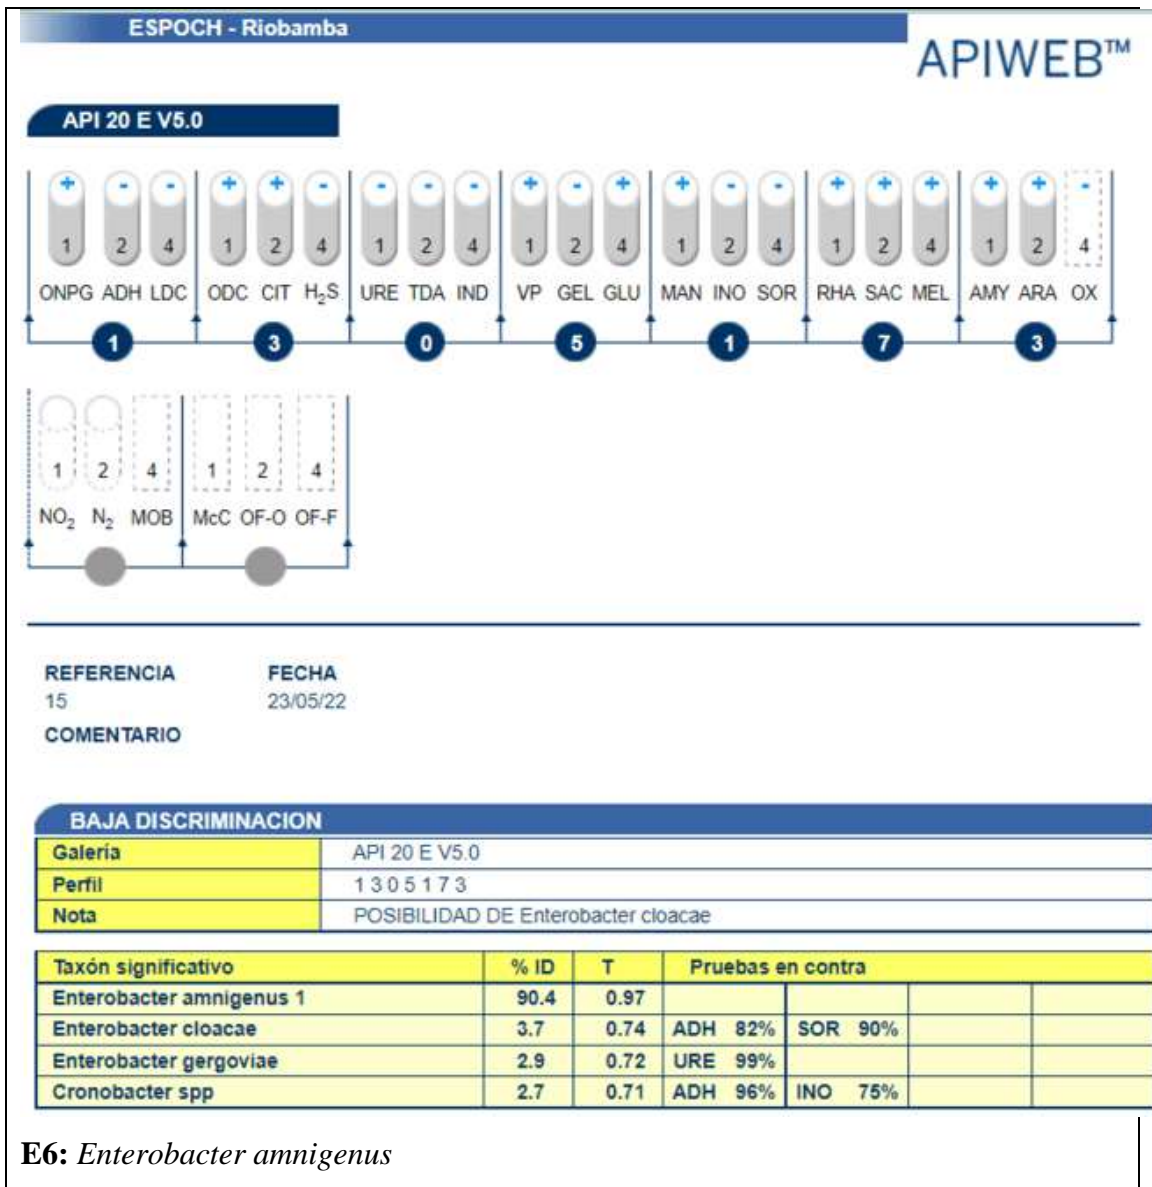 ESPOCH - Riobamba
APIWEB™
API 20 E V5.0
+ - - + + - - - - + - + + - - + + + + + -
1 2 4 1 2 4 1 2 4 1 2 4 1 2 4 1 2 4 1 2 4
ONPG ADH LDC ODC CIT H₂S URE TDA IND VP GEL GLU MAN INO SOR RHA SAC MEL AMY ARA OX
1 3 0 5 1 7 3
1 2 4 1 2 4
NO₂ N₂ MOB McC OF-O OF-F
REFERENCIA FECHA
15 23/05/22
COMENTARIO
BAJA DISCRIMINACION
Galería API 20 E V5.0
Perfil 1 3 0 5 1 7 3
Nota POSIBILIDAD DE Enterobacter cloacae
Taxón significativo % ID T Pruebas en contra
Enterobacter amnigenus 1 90.4 0.97
Enterobacter cloacae 3.7 0.74 ADH 82% SOR 90%
Enterobacter gergoviae 2.9 0.72 URE 99%
Cronobacter spp 2.7 0.71 ADH 96% INO 75%
E6: Enterobacter amnigenus